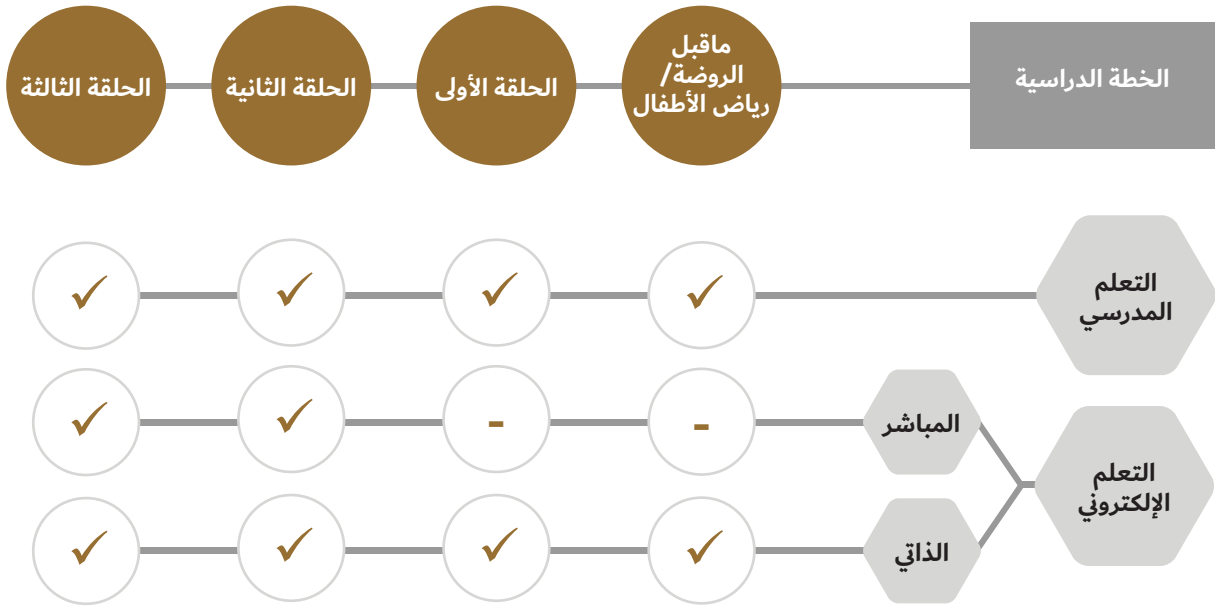 الخطة الدراسية
ماقبل
الروضة/
رياض الأطفال
الحلقة الأولى
الحلقة الثانية
الحلقة الثالثة
التعلم
المدرسي
✓ ✓ ✓ ✓
التعلم
الإلكتروني
المباشر
- - ✓ ✓
الذاتي
✓ ✓ ✓ ✓